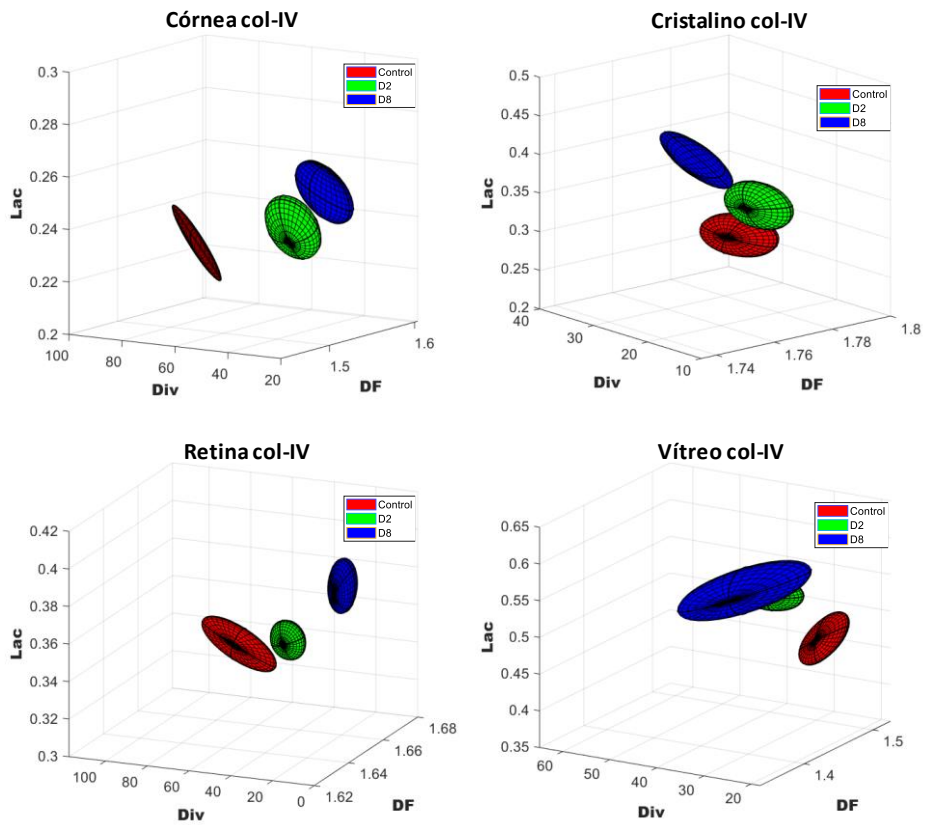 Córnea col-IV
0.3
0.28
0.26
0.24
0.22
0.2
Lac
100
80
60
40
20
Div
1.5
1.6
DF
Control
D2
D8
Cristalino col-IV
0.5
0.45
0.4
0.35
0.3
0.25
0.2
Lac
40
30
20
10
Div
1.74
1.76
1.78
1.8
DF
Control
D2
D8
Retina col-IV
0.42
0.4
0.38
0.36
0.34
0.32
0.3
Lac
100
80
60
40
20
0
Div
1.62
1.64
1.66
1.68
DF
Control
D2
D8
Vítreo col-IV
0.65
0.6
0.55
0.5
0.45
0.4
0.35
Lac
60
50
40
30
20
Div
1.4
1.5
DF
Control
D2
D8